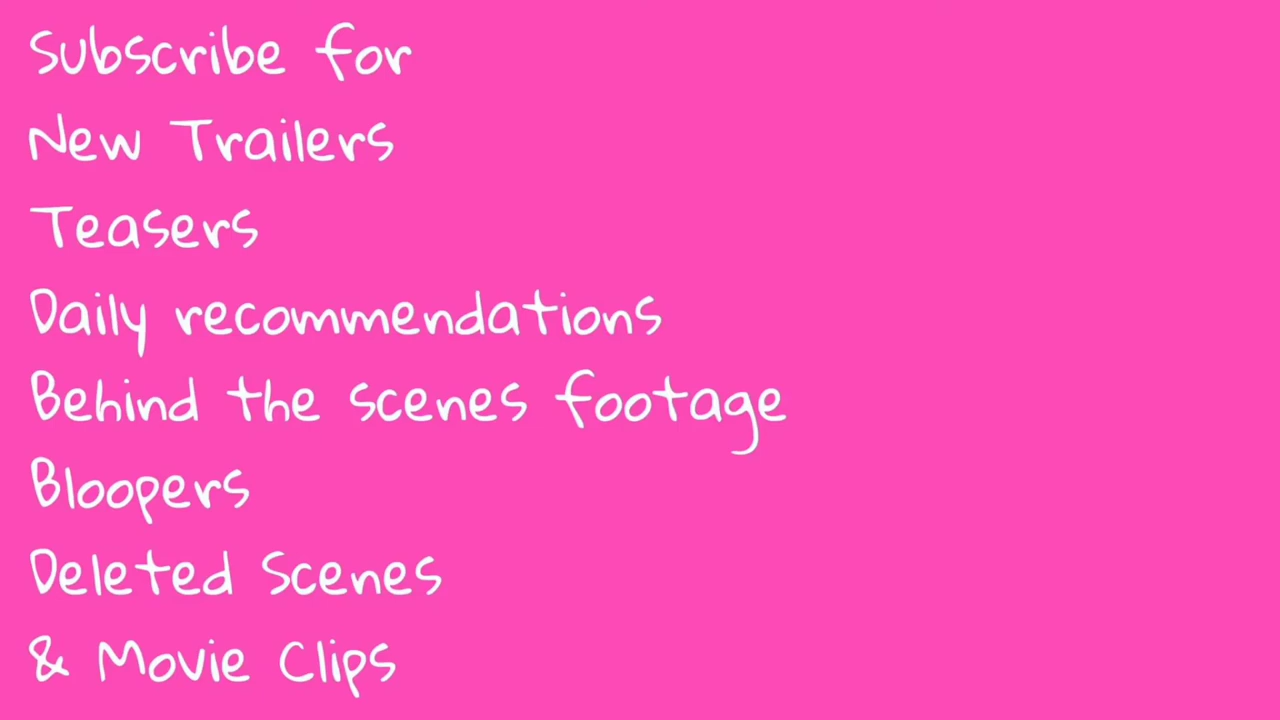 Subscribe for
New Trailers
Teasers
Daily recommendations
Behind the scenes footage
Bloopers
Deleted Scenes
& Movie Clips